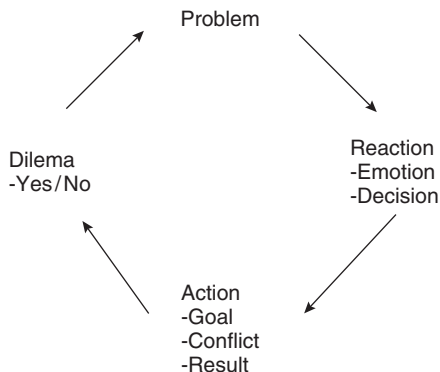 Problem
Reaction
-Emotion
-Decision
Action
-Goal
-Conflict
-Result
Dilema
-Yes/No